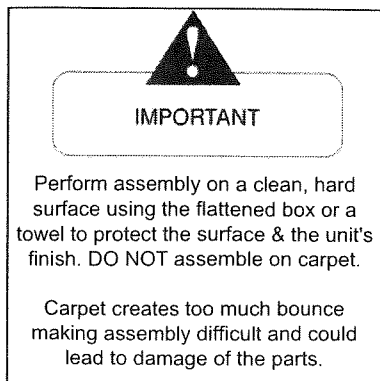 IMPORTANT
Perform assembly on a clean, hard
surface using the flattened box or a
towel to protect the surface & the unit's
finish. DO NOT assemble on carpet.
Carpet creates too much bounce
making assembly difficult and could
lead to damage of the parts.